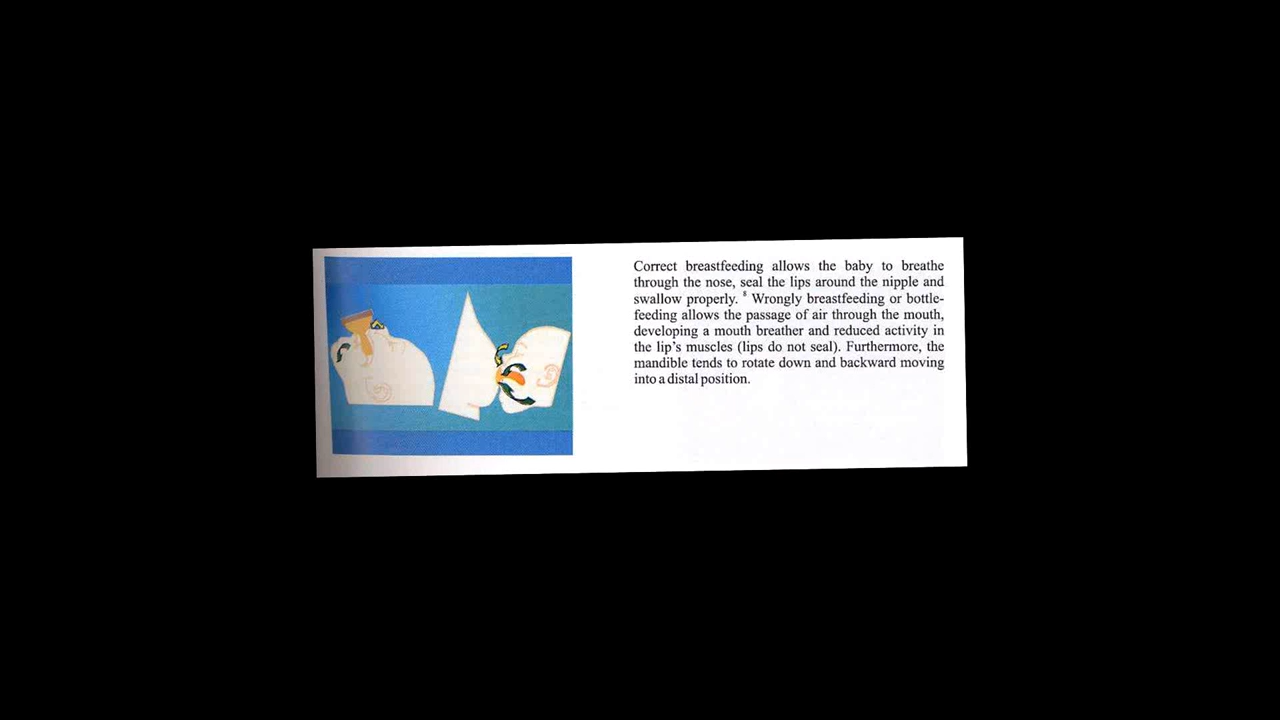 Correct breastfeeding allows the baby to breathe
through the nose, seal the lips around the nipple and
swallow properly. ⁸ Wrongly breastfeeding or bottle-
feeding allows the passage of air through the mouth,
developing a mouth breather and reduced activity in
the lip's muscles (lips do not seal). Furthermore, the
mandible tends to rotate down and backward moving
into a distal position.